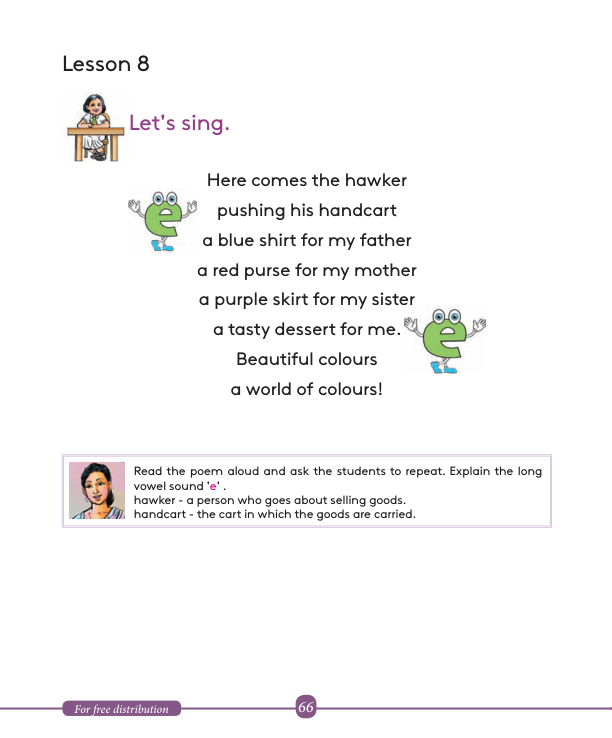 Lesson 8
Let's sing.
Here comes the hawker
pushing his handcart
a blue shirt for my father
a red purse for my mother
a purple skirt for my sister
a tasty dessert for me.
Beautiful colours
a world of colours!
Read the poem aloud and ask the students to repeat. Explain the long
vowel sound 'e' .
hawker - a person who goes about selling goods.
handcart - the cart in which the goods are carried.
For free distribution
66